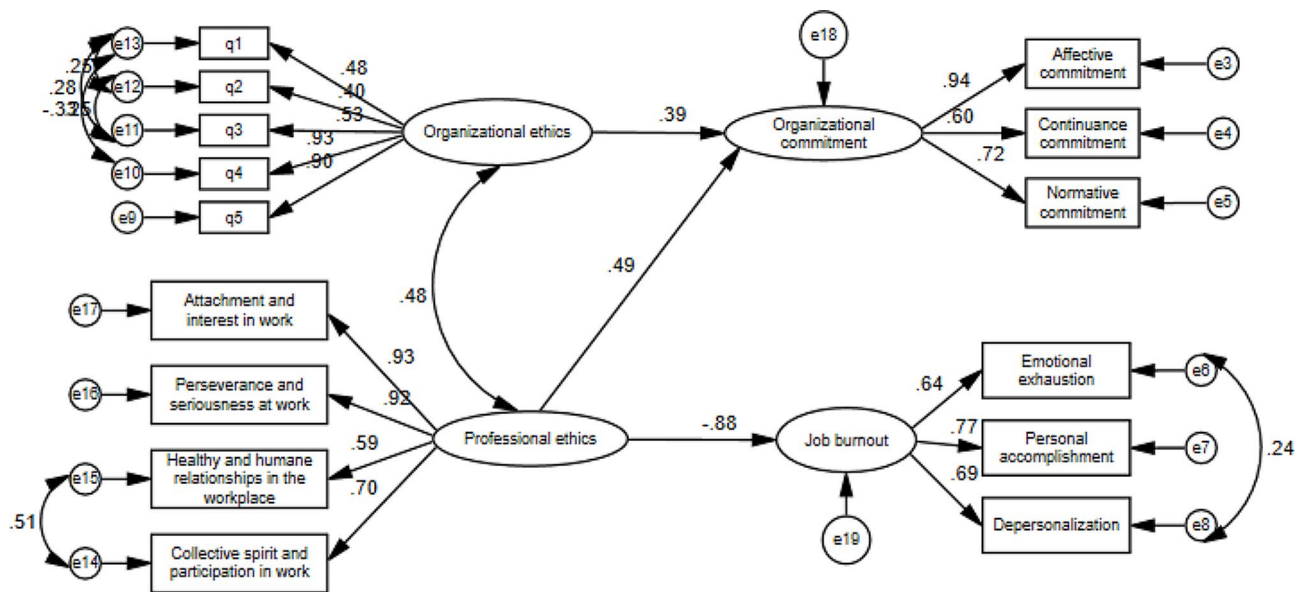 e13
q1
.25
.48
e12
q2
.28
.40
e11
q3
.53
.93
e10
q4
.90
e9
q5
Organizational ethics
.39
e18
Organizational
commitment
.94
.60
.72
Affective
commitment
e3
Continuance
commitment
e4
Normative
commitment
e5
.48
.49
e17
Attachment and
interest in work
.93
e16
Perseverance and
seriousness at work
.92
e15
Healthy and humane
relationships in the
workplace
.59
.51
e14
Collective spirit and
participation in work
.70
Professional ethics
-.88
Job burnout
e19
.64
.77
.69
Emotional
exhaustion
e6
Personal
accomplishment
e7
Depersonalization
e8
.24